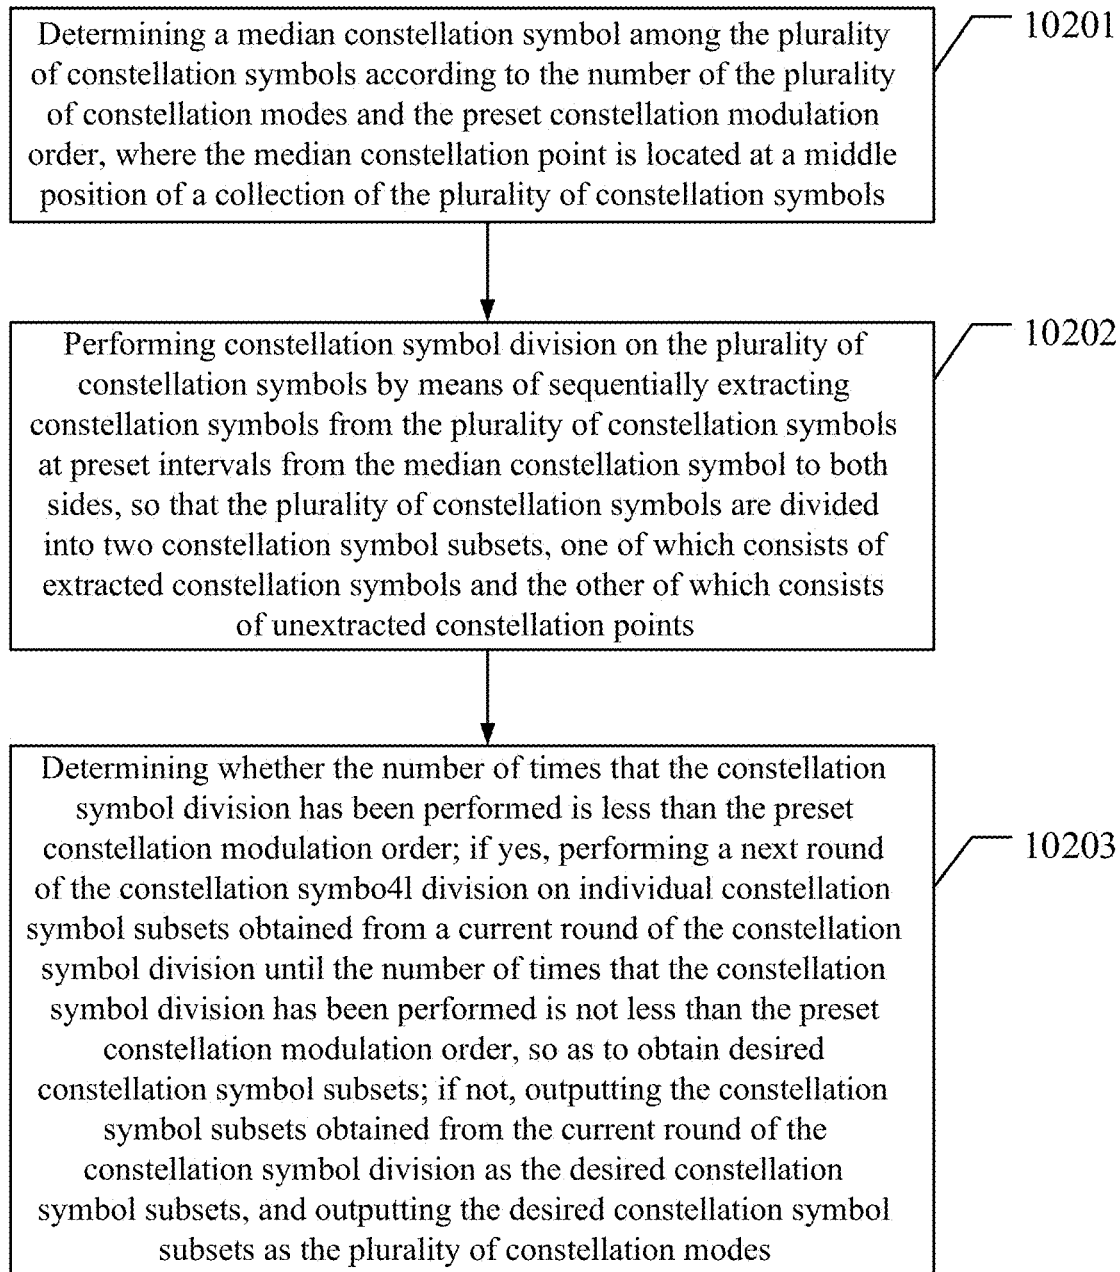 Determining a median constellation symbol among the plurality
of constellation symbols according to the number of the plurality
of constellation modes and the preset constellation modulation
order, where the median constellation point is located at a middle
position of a collection of the plurality of constellation symbols
10201
Performing constellation symbol division on the plurality of
constellation symbols by means of sequentially extracting
constellation symbols from the plurality of constellation symbols
at preset intervals from the median constellation symbol to both
sides, so that the plurality of constellation symbols are divided
into two constellation symbol subsets, one of which consists of
extracted constellation symbols and the other of which consists
of unextracted constellation points
10202
Determining whether the number of times that the constellation
symbol division has been performed is less than the preset
constellation modulation order; if yes, performing a next round
of the constellation symbo4l division on individual constellation
symbol subsets obtained from a current round of the constellation
symbol division until the number of times that the constellation
symbol division has been performed is not less than the preset
constellation modulation order, so as to obtain desired
constellation symbol subsets; if not, outputting the constellation
symbol subsets obtained from the current round of the
constellation symbol division as the desired constellation
symbol subsets, and outputting the desired constellation symbol
subsets as the plurality of constellation modes
10203